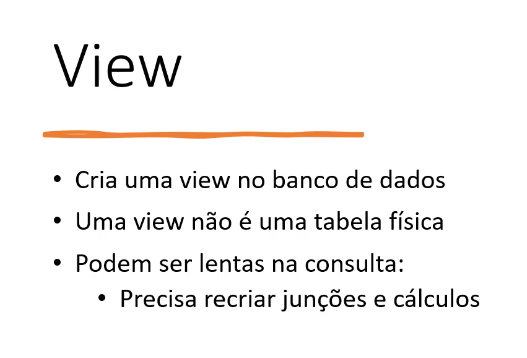 View
• Cria uma view no banco de dados
• Uma view não é uma tabela física
• Podem ser lentas na consulta:
• Precisa recriar junções e cálculos